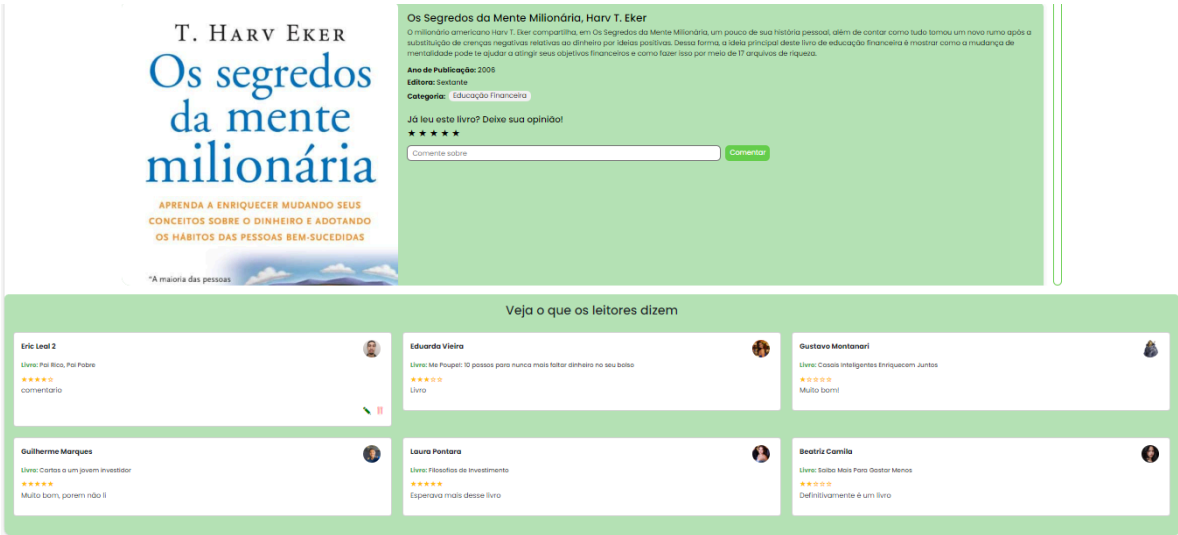 T. HARV EKER
Os segredos
da mente
milionária
APRENDA A ENRIQUECER MUDANDO SEUS
CONCEITOS SOBRE O DINHEIRO E ADOTANDO
OS HÁBITOS DAS PESSOAS BEM-SUCEDIDAS
"A maioria das pessoas
Os Segredos da Mente Milionária, Harv T. Eker
O milionário americano Harv T. Eker compartilha, em Os Segredos da Mente Milionária, um pouco de sua história pessoal, além de contar como tudo tomou um novo rumo após a
substituição de crenças negativas relativas ao dinheiro por ideias positivas. Dessa forma, a ideia principal deste livro de educação financeira é mostrar como a mudança de
mentalidade pode te ajudar a atingir seus objetivos financeiros e como fazer isso por meio de 17 arquivos de riqueza.
Ano de Publicação: 2006
Editora: Sextante
Categoria: Educação Financeira
Já leu este livro? Deixe sua opinião!
★ ★ ★ ★ ★
Comente sobre
Comentar
Veja o que os leitores dizem
Eric Leal 2
Livro: Pai Rico, Pai Pobre
★★★★☆
comentario
Eduarda Vieira
Livro: Me Poupe!: 10 passos para nunca mais faltar dinheiro no seu bolso
★★★☆☆
Livro
Gustavo Montanari
Livro: Casais Inteligentes Enriquecem Juntos
★☆☆☆☆
Muito bom!
Guilherme Marques
Livro: Cartas a um jovem investidor
★★★★★
Muito bom, porem não li
Laura Pontara
Livro: Filosofias de Investimento
★★★★★
Esperava mais desse livro
Beatriz Camila
Livro: Saiba Mais Para Gastar Menos
★★☆☆☆
Definitivamente é um livro